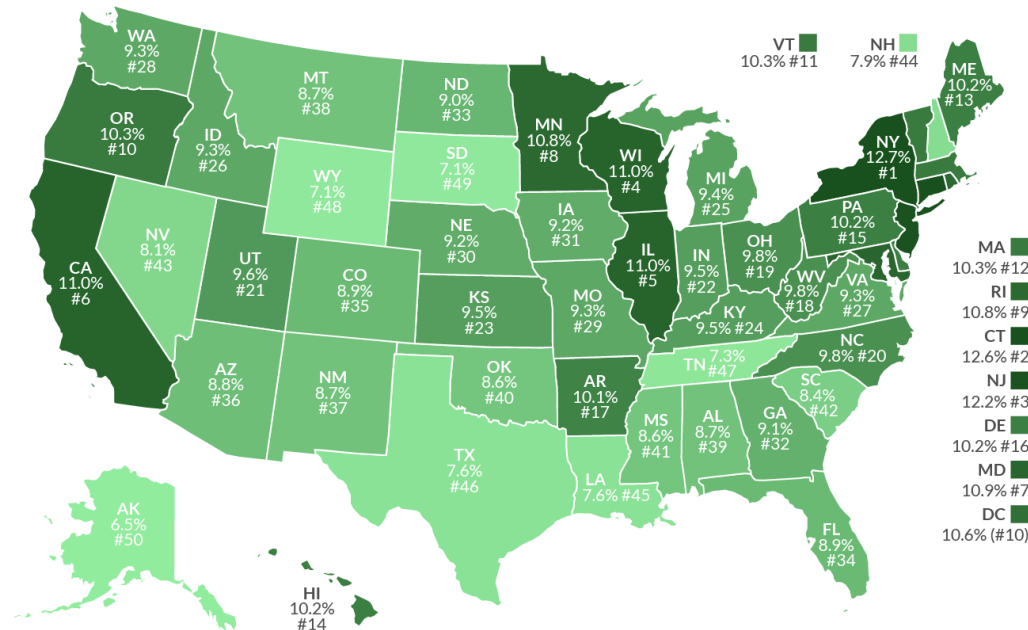 WA
9.3%
#28
MT
8.7%
#38
ND
9.0%
#33
MN
10.8%
#8
VT
10.3% #11
NH
7.9% #44
ME
10.2%
#13
OR
10.3%
#10
ID
9.3%
#26
WY
7.1%
#48
SD
7.1%
#49
WI
11.0%
#4
MI
9.4%
#25
NY
12.7%
#1
CA
11.0%
#6
NV
8.1%
#43
UT
9.6%
#21
CO
8.9%
#35
NE
9.2%
#30
IA
9.2%
#31
IL
11.0%
#5
IN
9.5%
#22
OH
9.8%
#19
PA
10.2%
#15
KS
9.5%
#23
MO
9.3%
#29
KY
9.5% #24
WV
9.8%
#18
VA
9.3%
#27
MA
10.3% #12
RI
10.8% #9
CT
12.6% #2
NJ
12.2% #3
DE
10.2% #16
MD
10.9% #7
DC
10.6% (#10)
AZ
8.8%
#36
NM
8.7%
#37
OK
8.6%
#40
AR
10.1%
#17
TN 7.3%
#47
NC
9.8% #20
SC
8.4%
#42
MS
8.6%
#41
AL
8.7%
#39
GA
9.1%
#32
TX
7.6%
#46
LA
7.6% #45
FL
8.9%
#34
AK
6.5%
#50
HI
10.2%
#14